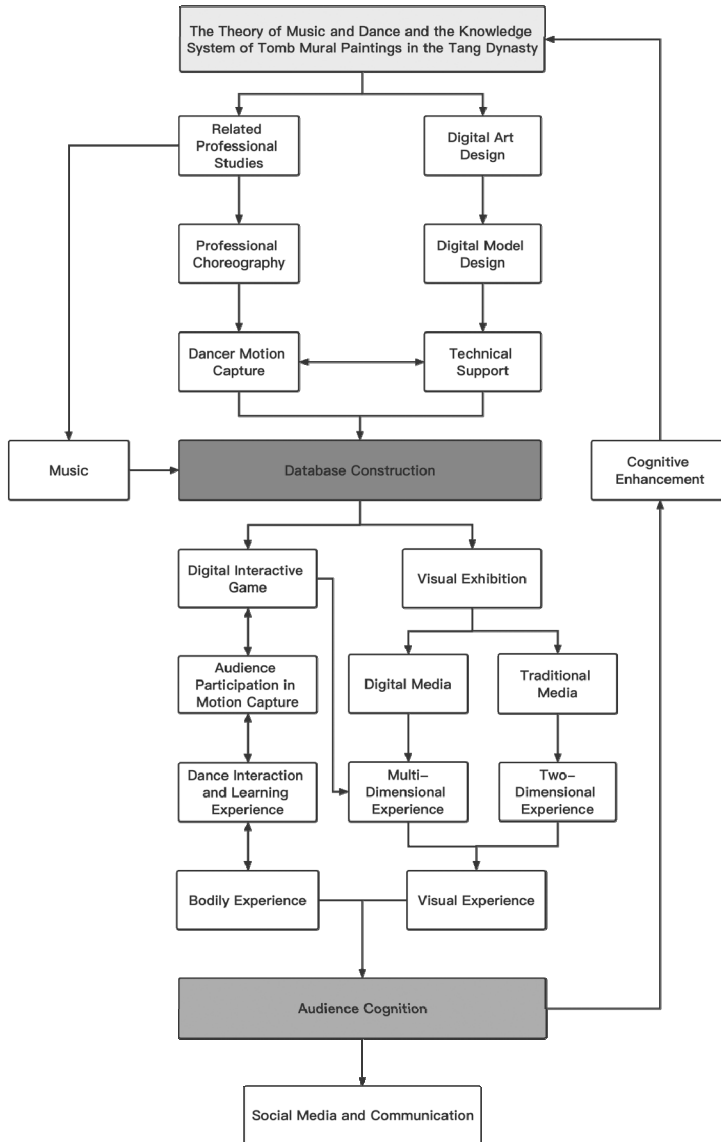 The Theory of Music and Dance and the Knowledge
System of Tomb Mural Paintings in the Tang Dynasty
Related
Professional
Studies
Digital Art
Design
Professional
Choreography
Digital Model
Design
Dancer Motion
Capture
Technical
Support
Music
Database Construction
Cognitive
Enhancement
Digital Interactive
Game
Visual Exhibition
Audience
Participation in
Motion Capture
Digital Media
Traditional
Media
Dance Interaction
and Learning
Experience
Multi-
Dimensional
Experience
Two-
Dimensional
Experience
Bodily Experience
Visual Experience
Audience Cognition
Social Media and Communication